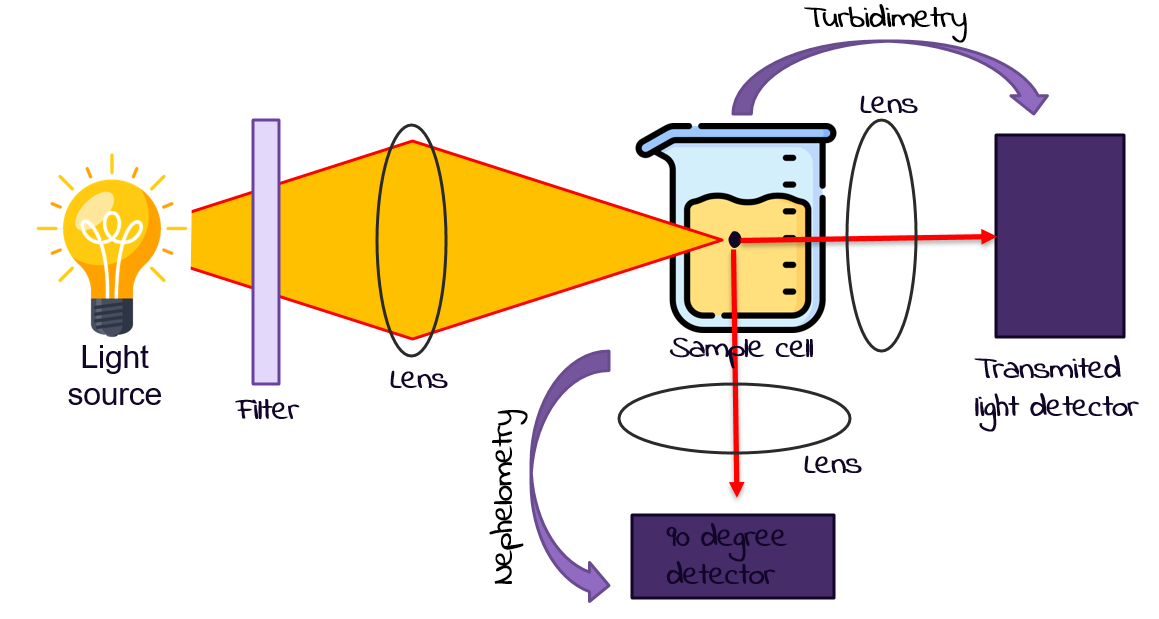 Turbidimetry
Lens
Light
source
Filter
Lens
Sample cell
Transmited
light detector
Nephelometry
Lens
90 degree
detector